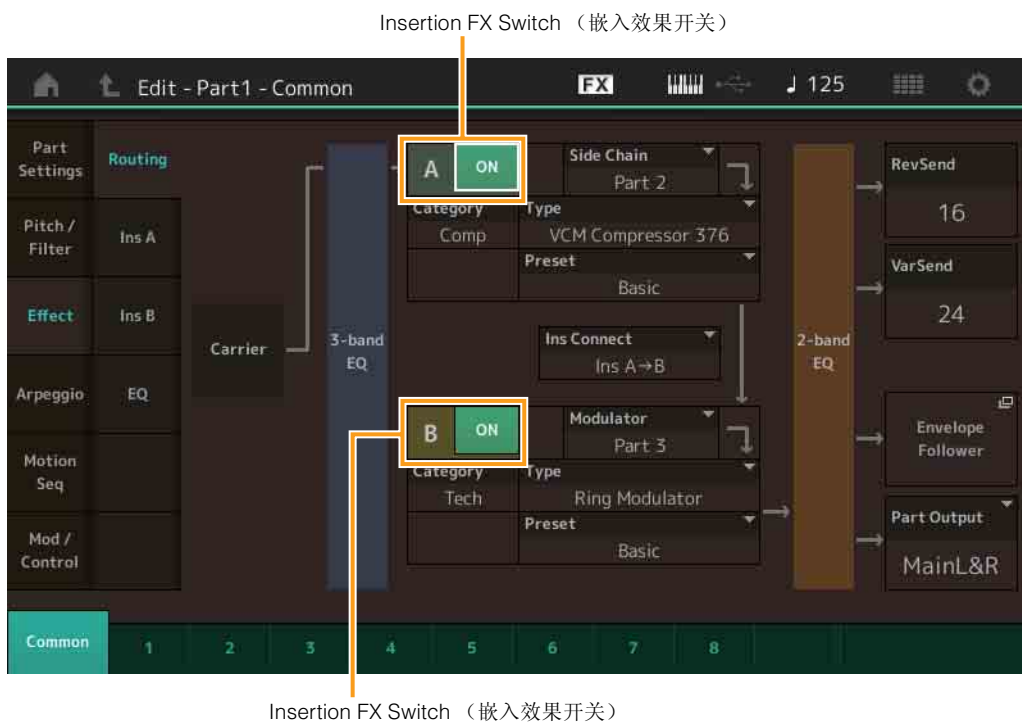 Insertion FX Switch （嵌入效果开关）
Edit - Part1 - Common
FX
♩ 125
Part
Settings
Routing
Pitch /
Filter
Ins A
Effect
Ins B
Arpeggio
EQ
Motion
Seq
Mod /
Control
Carrier
3-band
EQ
A
ON
Side Chain
Part 2
Category
Comp
Type
VCM Compressor 376
Preset
Basic
Ins Connect
Ins A→B
B
ON
Modulator
Part 3
Category
Tech
Type
Ring Modulator
Preset
Basic
2-band
EQ
RevSend
16
VarSend
24
Envelope
Follower
Part Output
MainL&R
Common
1
2
3
4
5
6
7
8
Insertion FX Switch （嵌入效果开关）